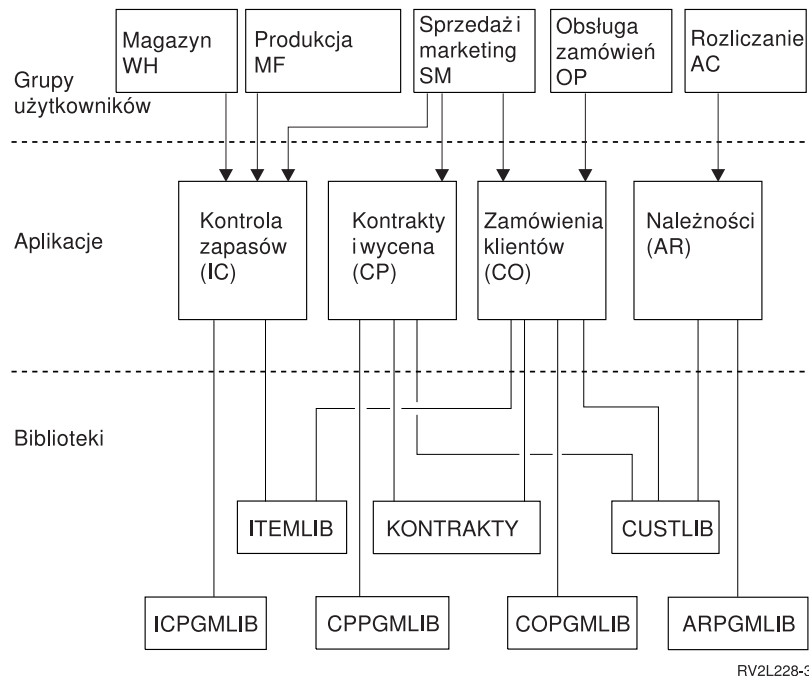 Magazyn
WH
Produkcja
MF
Sprzedaż i
marketing
SM
Obsługa
zamówień
OP
Rozliczanie
AC
Grupy
użytkowników
Aplikacje
Kontrola
zapasów
(IC)
Kontrakty
i wycena
(CP)
Zamówienia
klientów
(CO)
Należności
(AR)
Biblioteki
ITEMLIB
KONTRAKTY
CUSTLIB
ICPGMLIB
CPPGMLIB
COPGMLIB
ARPGMLIB
RV2L228-3